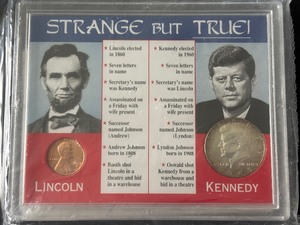 STRANGE BUT TRUE!
• Lincoln elected
in 1860
• Seven letters
in name
• Secretary's name
was Kennedy
• Assassinated on
a Friday with
wife present
• Successor
named Johnson
(Andrew)
• Andrew Johnson
born in 1808
• Booth shot
Lincoln in a
theatre and hid
in a warehouse
• Kennedy elected
in 1960
• Seven letters
in name
• Secretary's name
was Lincoln
• Assassinated on
a Friday with
wife present
• Successor
named Johnson
(Lyndon)
• Lyndon Johnson
born in 1908
• Oswald shot
Kennedy from a
warehouse and
hid in a theatre
LINCOLN
KENNEDY